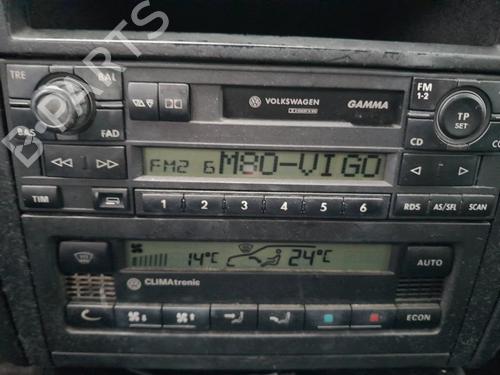 B-PARTS
TRE BAL
BAS FAD
VOLKSWAGEN GAMMA
FM
1-2
TP
SET
CD
FM2 6 M80-VIGO
TIM 1 2 3 4 5 6 RDS AS/SFL SCAN
14°C 24°C AUTO
CLIMAtronic
ECON